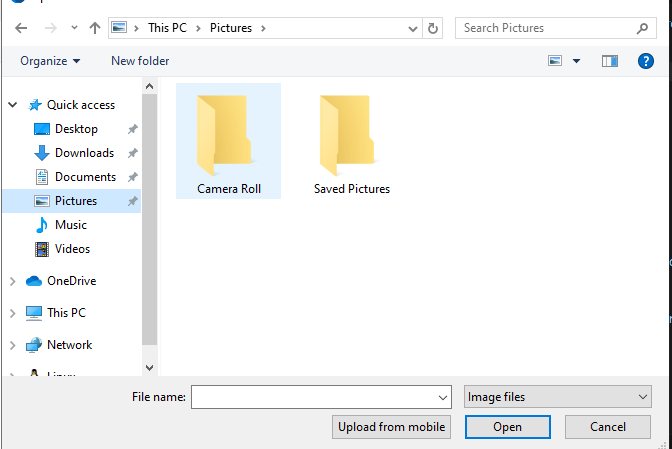 This PC
Pictures
Search Pictures
Organize
New folder
?
Quick access
Desktop
Downloads
Documents
Pictures
Music
Videos
OneDrive
This PC
Network
Linux
Camera Roll
Saved Pictures
File name:
Image files
Upload from mobile
Open
Cancel